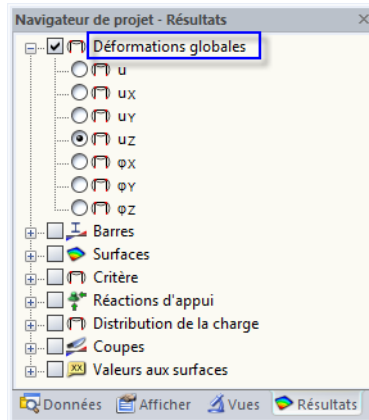 Navigateur de projet - Résultats
Déformations globales
u
uX
uY
uZ
φX
φY
φZ
Barres
Surfaces
Critère
Réactions d'appui
Distribution de la charge
Coupes
Valeurs aux surfaces
Données Afficher Vues Résultats